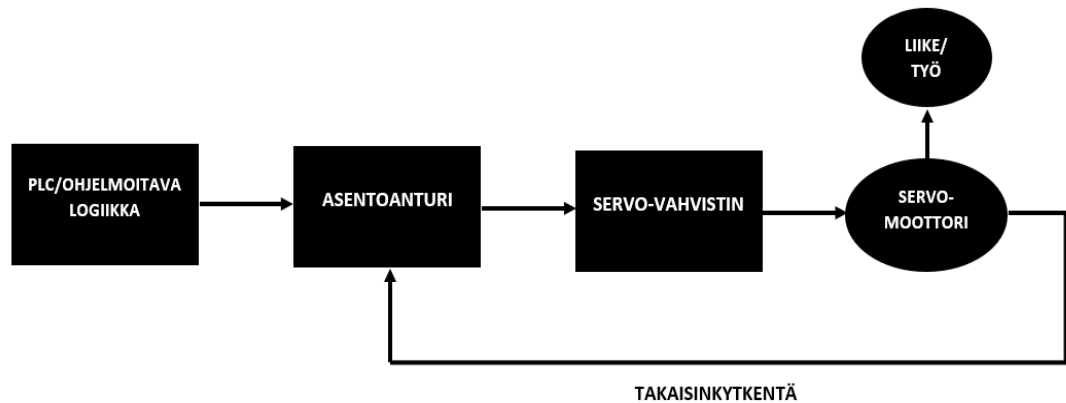 LIIKE/
TYÖ
PLC/OHJELMOITAVA
LOGIIKKA
ASENTOANTURI
SERVO-VAHVISTIN
SERVO-
MOOTTORI
TAKAISINKYTKENTÄ